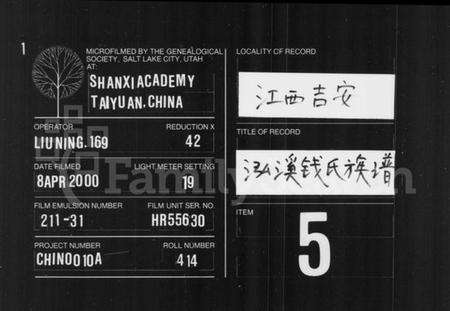 1
MICROFILMED BY THE GENEALOGICAL
SOCIETY, SALT LAKE CITY, UTAH
AT:
SHANXI ACADEMY
TAIYUAN, CHINA
OPERATOR REDUCTION X
LIU NING. 169 42
DATE FILMED LIGHT METER SETTING
8 APR 2000 19
FILM EMULSION NUMBER FILM UNIT SER. NO.
211-31 HR55630
PROJECT NUMBER ROLL NUMBER
CHIN0010A 414
LOCALITY OF RECORD
江西吉安
TITLE OF RECORD
泓溪钱氏族谱
ITEM
5
FamilySearch